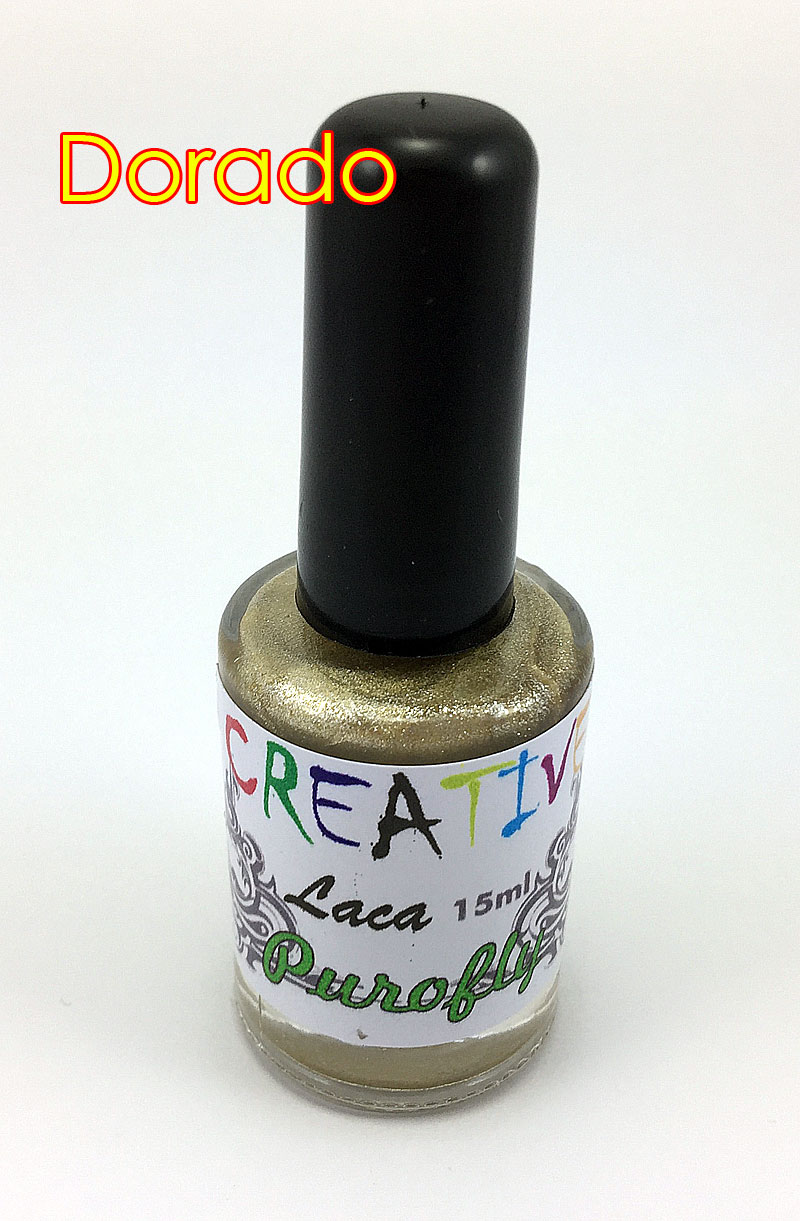 Dorado
CREATIVE
Laca 15ml
Purofly